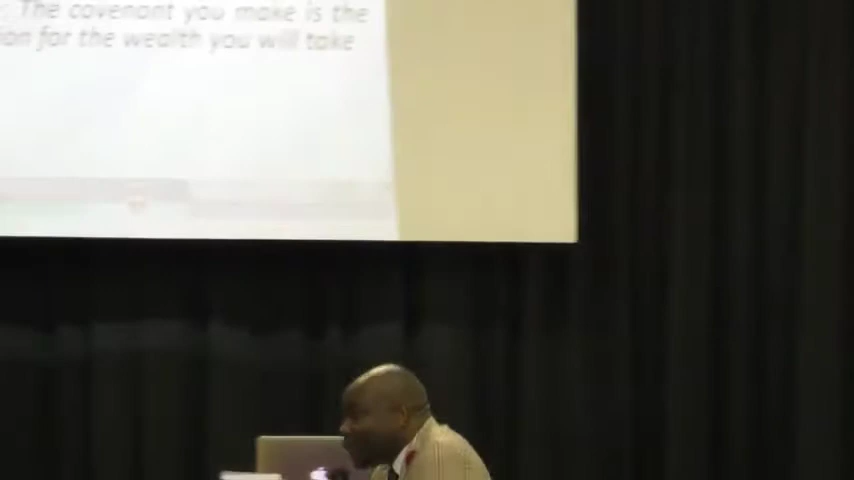 The covenant you make is the
for the wealth you will take